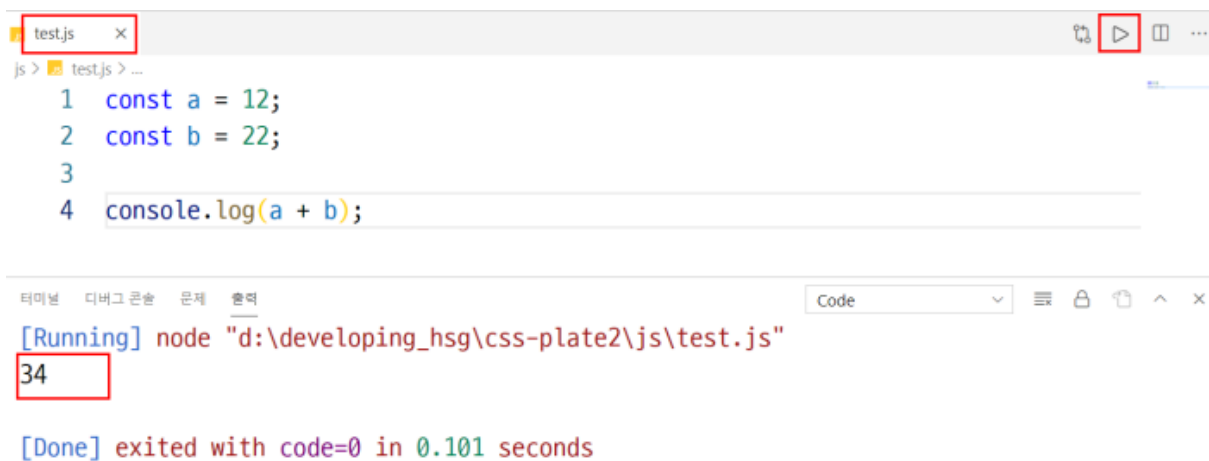 test.js
js > test.js > ...
1 const a = 12;
2 const b = 22;
3
4 console.log(a + b);
터미널 디버그 콘솔 문제 출력 Code
[Running] node "d:\developing_hsg\css-plate2\js\test.js"
34
[Done] exited with code=0 in 0.101 seconds